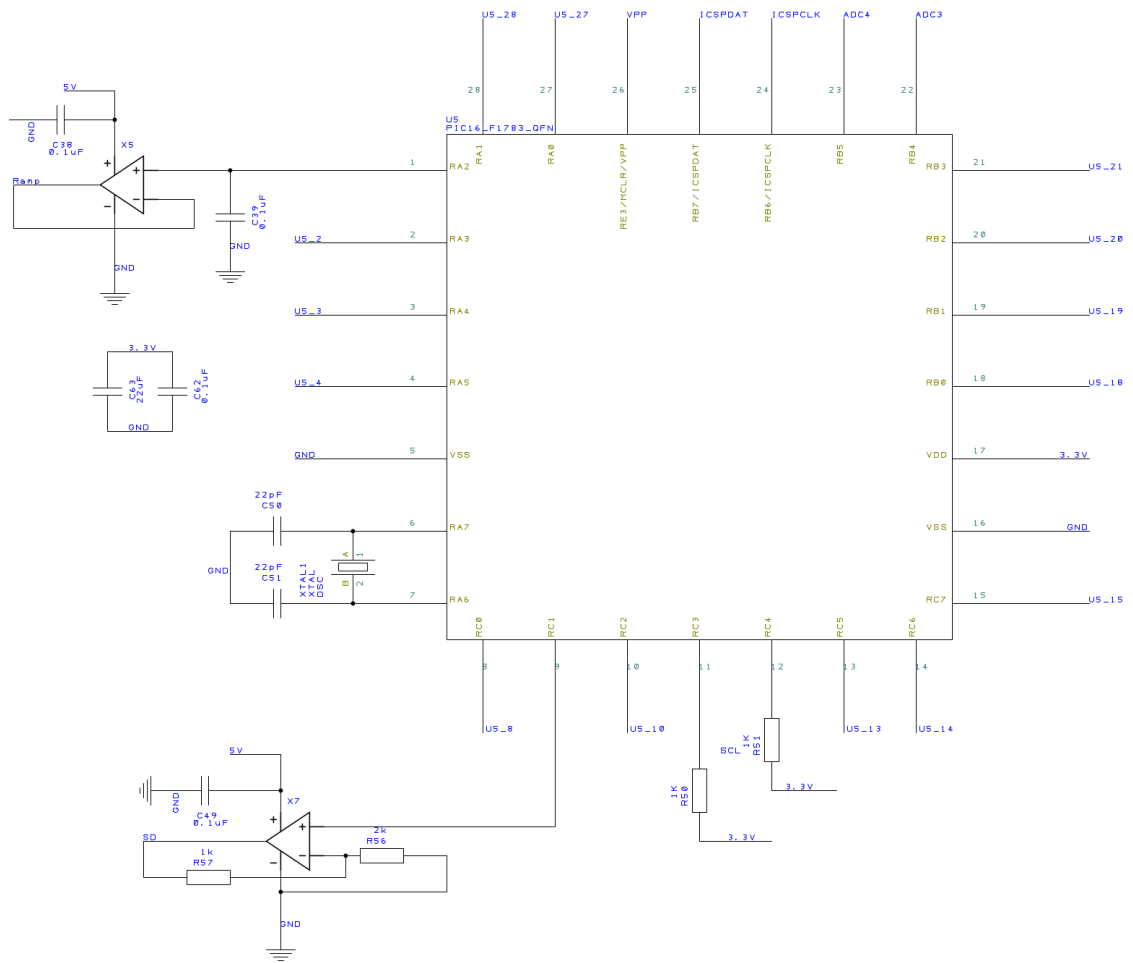 U5_28
U5_27
VPP
ICSPDAT
ICSPCLK
ADC4
ADC3
28
27
26
25
24
23
22
5V
GND
C38
0.1uF
X5
+
+
-
-
Ramp
GND
C39
0.1uF
GND
U5
PIC16_F1783_QFN
RA1
RA0
RE3/MCLR/VPP
RB7/ICSPDAT
RB6/ICSPCLK
RB5
RB4
1
RA2
RB3
21
U5_21
U5_2
2
RA3
RB2
20
U5_20
U5_3
3
RA4
RB1
19
U5_19
3.3V
C63
22uF
C62
0.1uF
GND
U5_4
4
RA5
RB0
18
U5_18
GND
5
VSS
VDD
17
3.3V
22pF
C50
6
RA7
VSS
16
GND
GND
22pF
C51
XTAL1
XTAL
OSC
A
1
B
2
7
RA6
RC7
15
U5_15
RC0
RC1
RC2
RC3
RC4
RC5
RC6
8
9
10
11
12
13
14
U5_8
U5_10
U5_13
U5_14
SCL
1K
R51
3.3V
1K
R50
3.3V
5V
GND
C49
0.1uF
X7
+
+
-
-
SD
2k
R56
1k
R57
GND